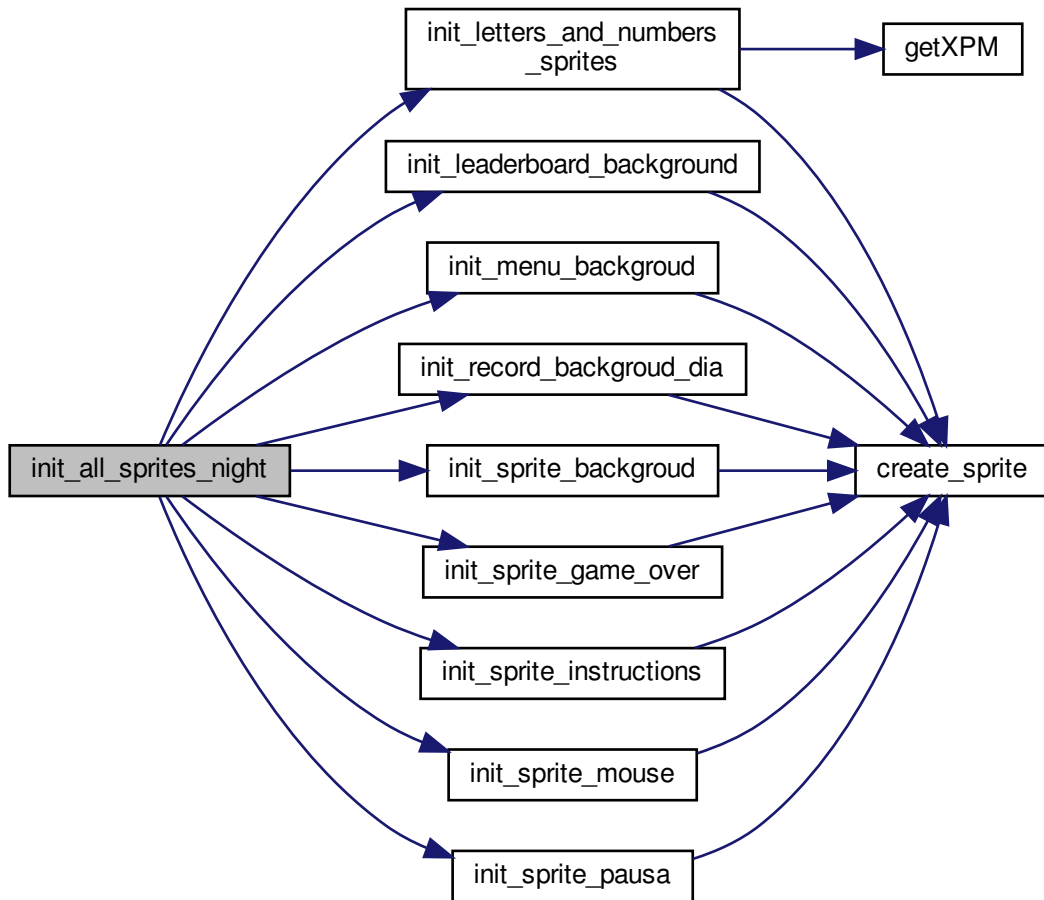 init_letters_and_numbers
_sprites
getXPM
init_leaderboard_background
init_menu_backgroud
init_record_backgroud_dia
init_all_sprites_night
init_sprite_backgroud
create_sprite
init_sprite_game_over
init_sprite_instructions
init_sprite_mouse
init_sprite_pausa